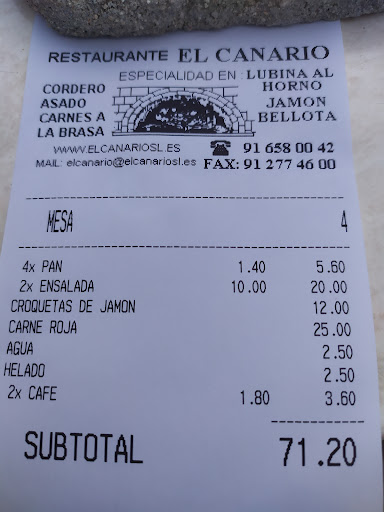 RESTAURANTE EL CANARIO
ESPECIALIDAD EN : LUBINA AL HORNO
CORDERO ASADO
JAMON BELLOTA
CARNES A LA BRASA
WWW.ELCANARIOSL.ES ☎ 91 658 00 42
MAIL: elcanario@elcanariosl.es FAX: 91 277 46 00
MESA 4
4x PAN 1.40 5.60
2x ENSALADA 10.00 20.00
CROQUETAS DE JAMON 12.00
CARNE ROJA 25.00
AGUA 2.50
HELADO 2.50
2x CAFE 1.80 3.60
SUBTOTAL 71.20